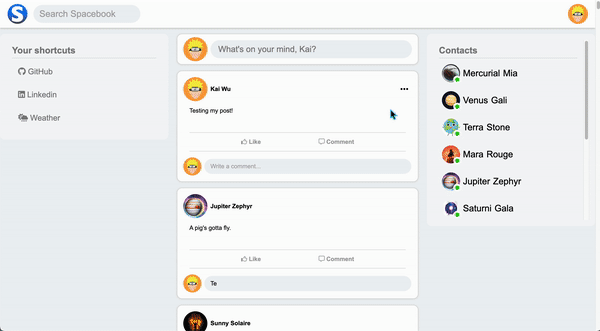 S
Search Spacebook
Your shortcuts
GitHub
Linkedin
Weather
What's on your mind, Kai?
Kai Wu
Testing my post!
Like
Comment
Write a comment...
Jupiter Zephyr
A pig's gotta fly.
Like
Comment
Te
Sunny Solaire
Contacts
Mercurial Mia
Venus Gali
Terra Stone
Mara Rouge
Jupiter Zephyr
Saturni Gala